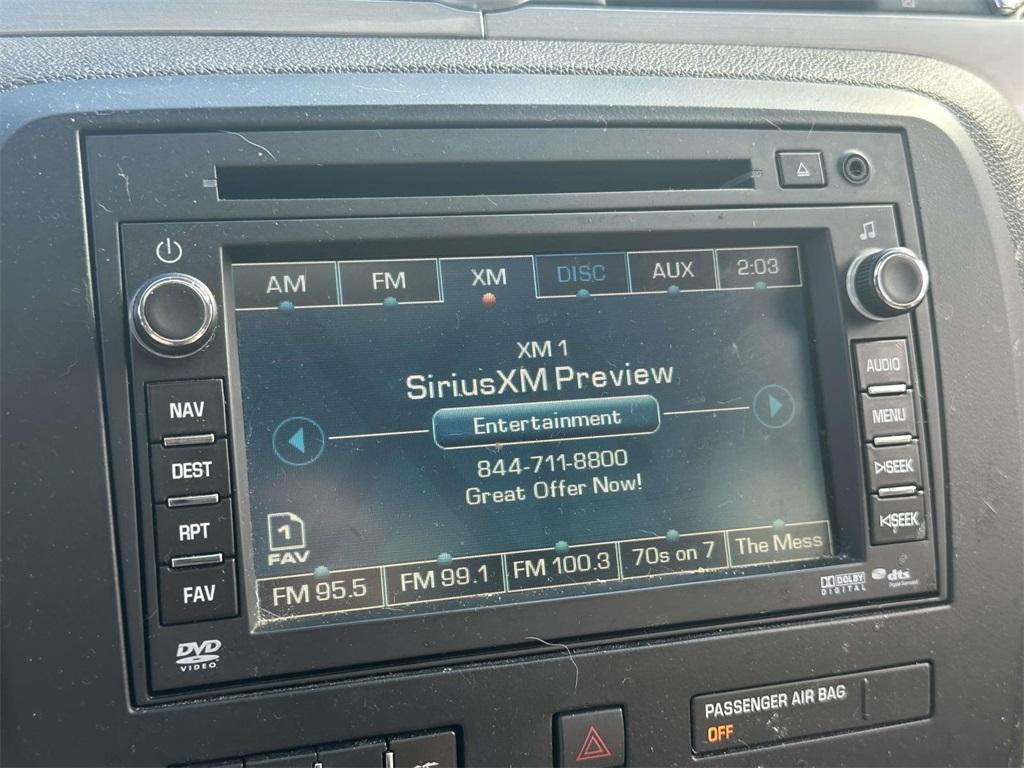 AM FM XM DISC AUX 2:03
XM 1
SiriusXM Preview
Entertainment
844-711-8800
Great Offer Now!
1
FAV
FM 95.5 FM 99.1 FM 100.3 70s on 7 The Mess
NAV
DEST
RPT
FAV
DVD
VIDEO
AUDIO
MENU
SEEK
SEEK
DOLBY
DIGITAL
dts
Digital Surround
PASSENGER AIR BAG
OFF